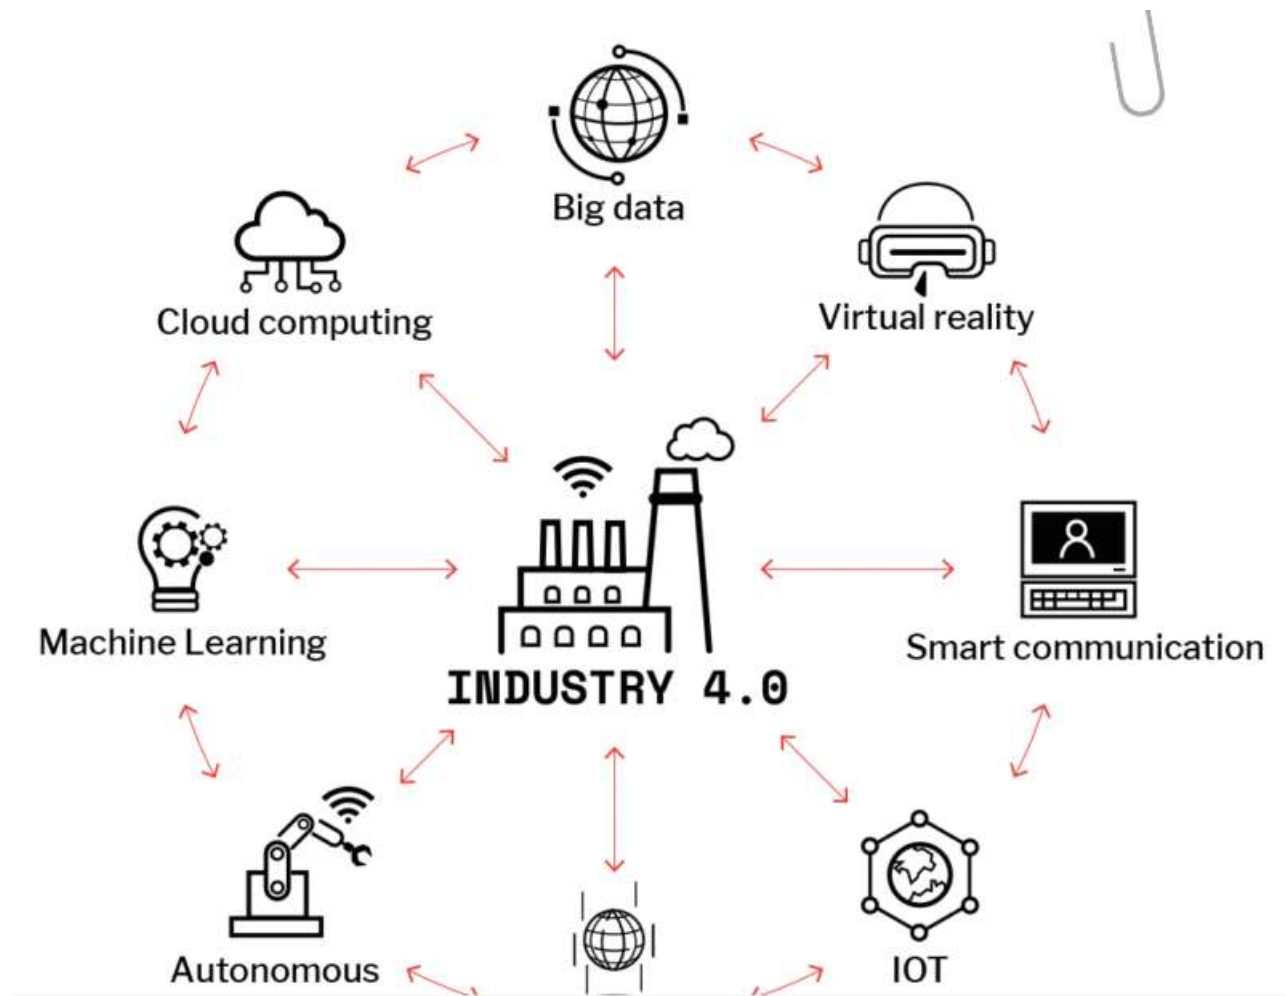 Big data
Cloud computing
Virtual reality
Machine Learning
Smart communication
INDUSTRY 4.0
Autonomous
IOT